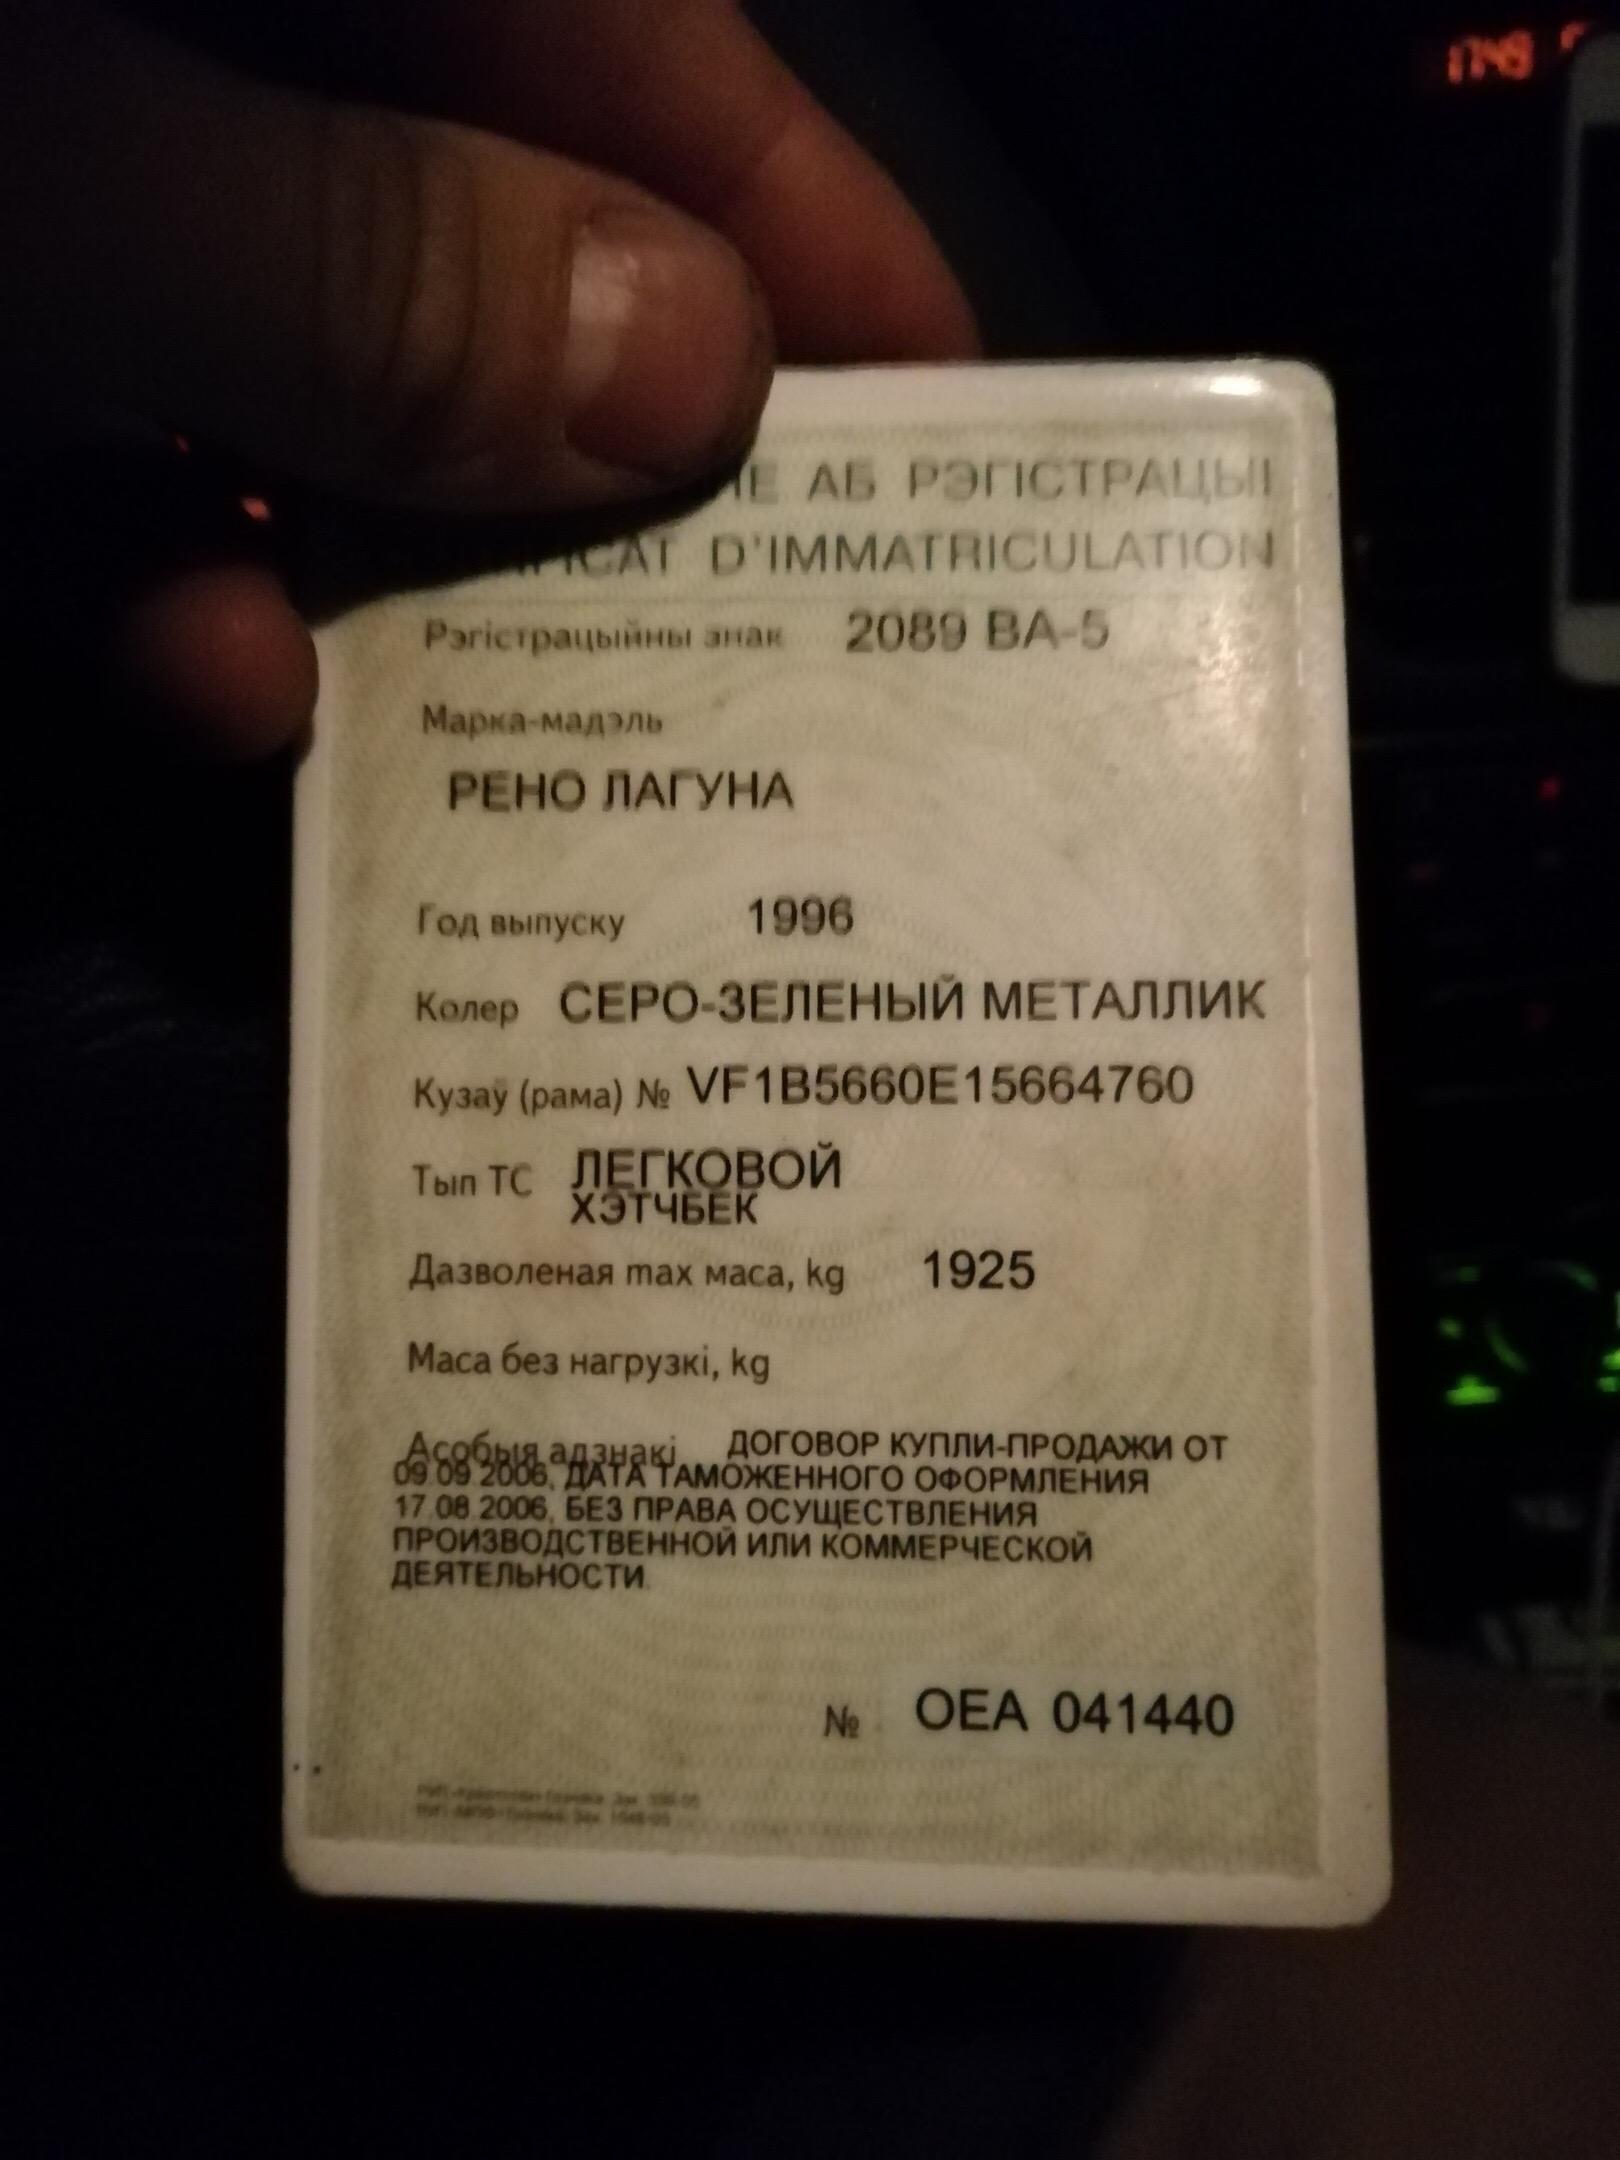 АБ РЭГІСТРАЦЫІ
D'IMMATRICULATION
Рэгістрацыйны знак 2089 ВА-5
Марка-мадэль
РЕНО ЛАГУНА
Год выпуску 1996
Колер СЕРО-ЗЕЛЕНЫЙ МЕТАЛЛИК
Кузаў (рама) № VF1B5660E15664760
Тып ТС ЛЕГКОВОЙ
ХЭТЧБЕК
Дазволеная max маса, kg 1925
Маса без нагрузкі, kg
Асобыя адзнакі ДОГОВОР КУПЛИ-ПРОДАЖИ ОТ
09.09.2006, ДАТА ТАМОЖЕННОГО ОФОРМЛЕНИЯ
17.08.2006, БЕЗ ПРАВА ОСУЩЕСТВЛЕНИЯ
ПРОИЗВОДСТВЕННОЙ ИЛИ КОММЕРЧЕСКОЙ
ДЕЯТЕЛЬНОСТИ.
№ ОЕА 041440